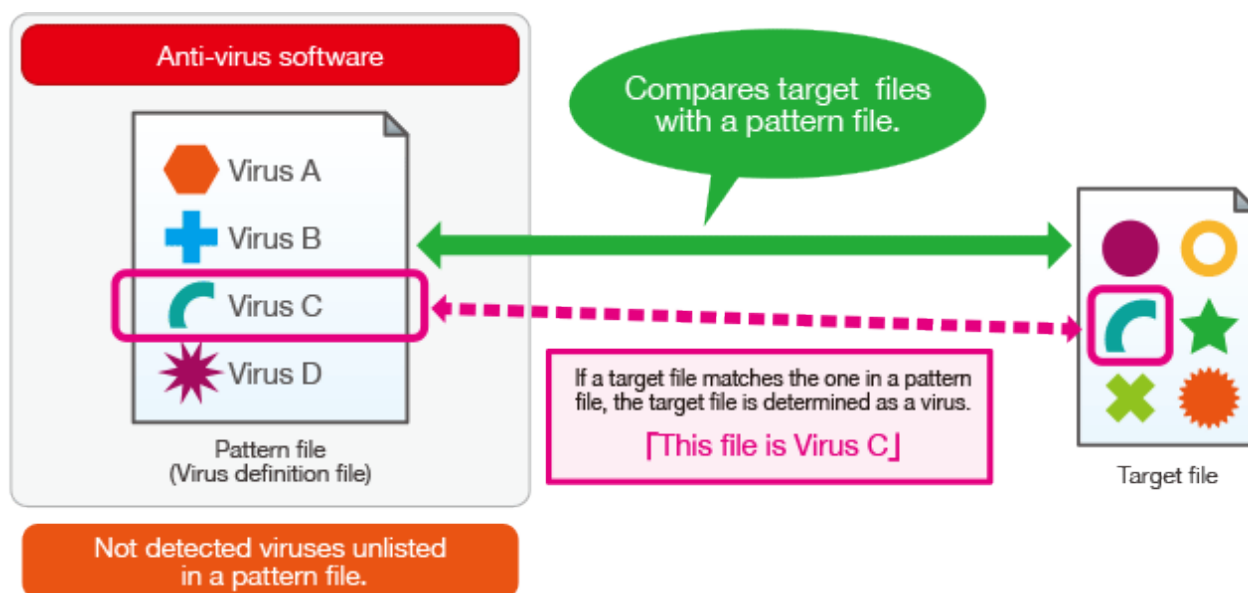 Anti-virus software
Compares target files
with a pattern file.
Virus A
Virus B
Virus C
Virus D
If a target file matches the one in a pattern
file, the target file is determined as a virus.
「This file is Virus C」
Pattern file
(Virus definition file)
Target file
Not detected viruses unlisted
in a pattern file.